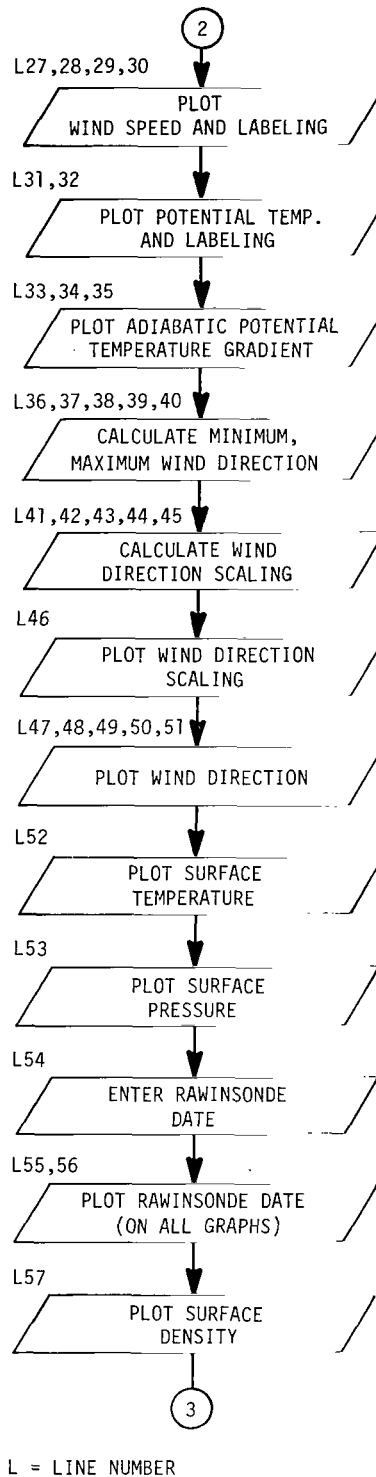 2
L27,28,29,30
PLOT
WIND SPEED AND LABELING
L31,32
PLOT POTENTIAL TEMP.
AND LABELING
L33,34,35
PLOT ADIABATIC POTENTIAL
TEMPERATURE GRADIENT
L36,37,38,39,40
CALCULATE MINIMUM,
MAXIMUM WIND DIRECTION
L41,42,43,44,45
CALCULATE WIND
DIRECTION SCALING
L46
PLOT WIND DIRECTION
SCALING
L47,48,49,50,51
PLOT WIND DIRECTION
L52
PLOT SURFACE
TEMPERATURE
L53
PLOT SURFACE
PRESSURE
L54
ENTER RAWINSONDE
DATE
L55,56
PLOT RAWINSONDE DATE
(ON ALL GRAPHS)
L57
PLOT SURFACE
DENSITY
3
L = LINE NUMBER